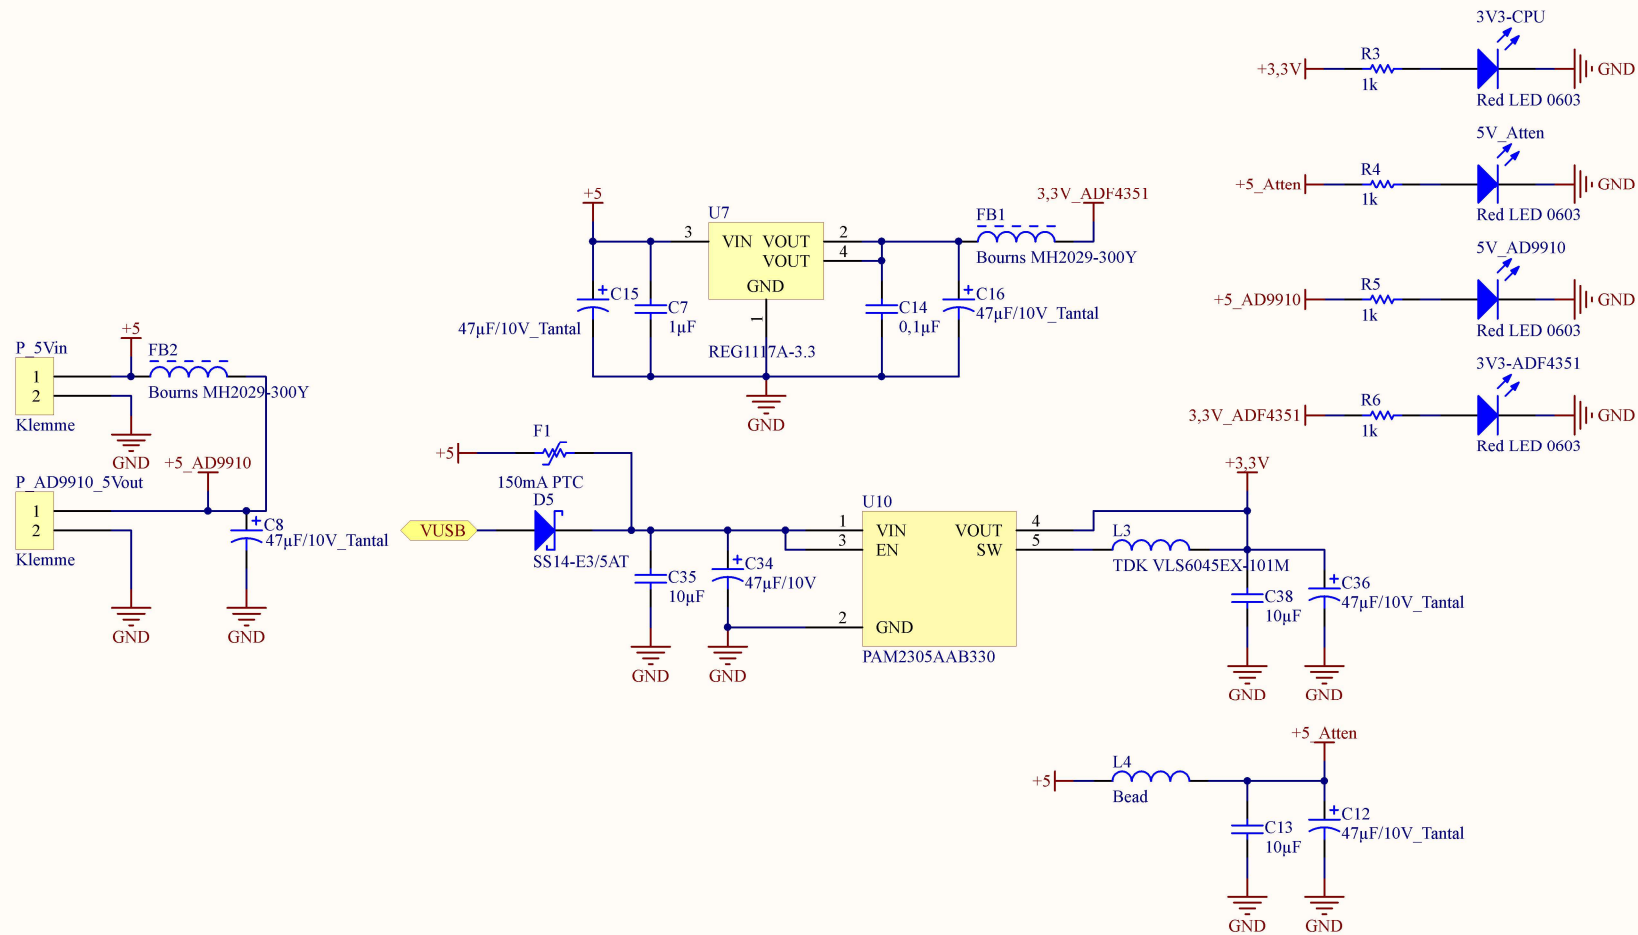 P_5Vin
1
2
Klemme
+5
FB2
Bourns MH2029-300Y
GND
P_AD9910_5Vout
1
2
Klemme
+5_AD9910
C8
47µF/10V_Tantal
GND
GND
+5
C15
47µF/10V_Tantal
C7
1µF
U7
3
VIN VOUT
2
VOUT
4
GND
1
REG1117A-3.3
GND
C14
0,1µF
C16
47µF/10V_Tantal
FB1
Bourns MH2029-300Y
3,3V_ADF4351
+5
F1
150mA PTC
VUSB
D5
SS14-E3/5AT
C35
10µF
GND
C34
47µF/10V
GND
U10
1
VIN
VOUT
4
3
EN
SW
5
2
GND
PAM2305AAB330
+3,3V
L3
TDK VLS6045EX-101M
C38
10µF
GND
C36
47µF/10V_Tantal
GND
+5
L4
Bead
+5_Atten
C13
10µF
GND
C12
47µF/10V_Tantal
GND
3V3-CPU
+3,3V
R3
1k
Red LED 0603
GND
5V_Atten
+5_Atten
R4
1k
Red LED 0603
GND
5V_AD9910
+5_AD9910
R5
1k
Red LED 0603
GND
3V3-ADF4351
3,3V_ADF4351
R6
1k
Red LED 0603
GND